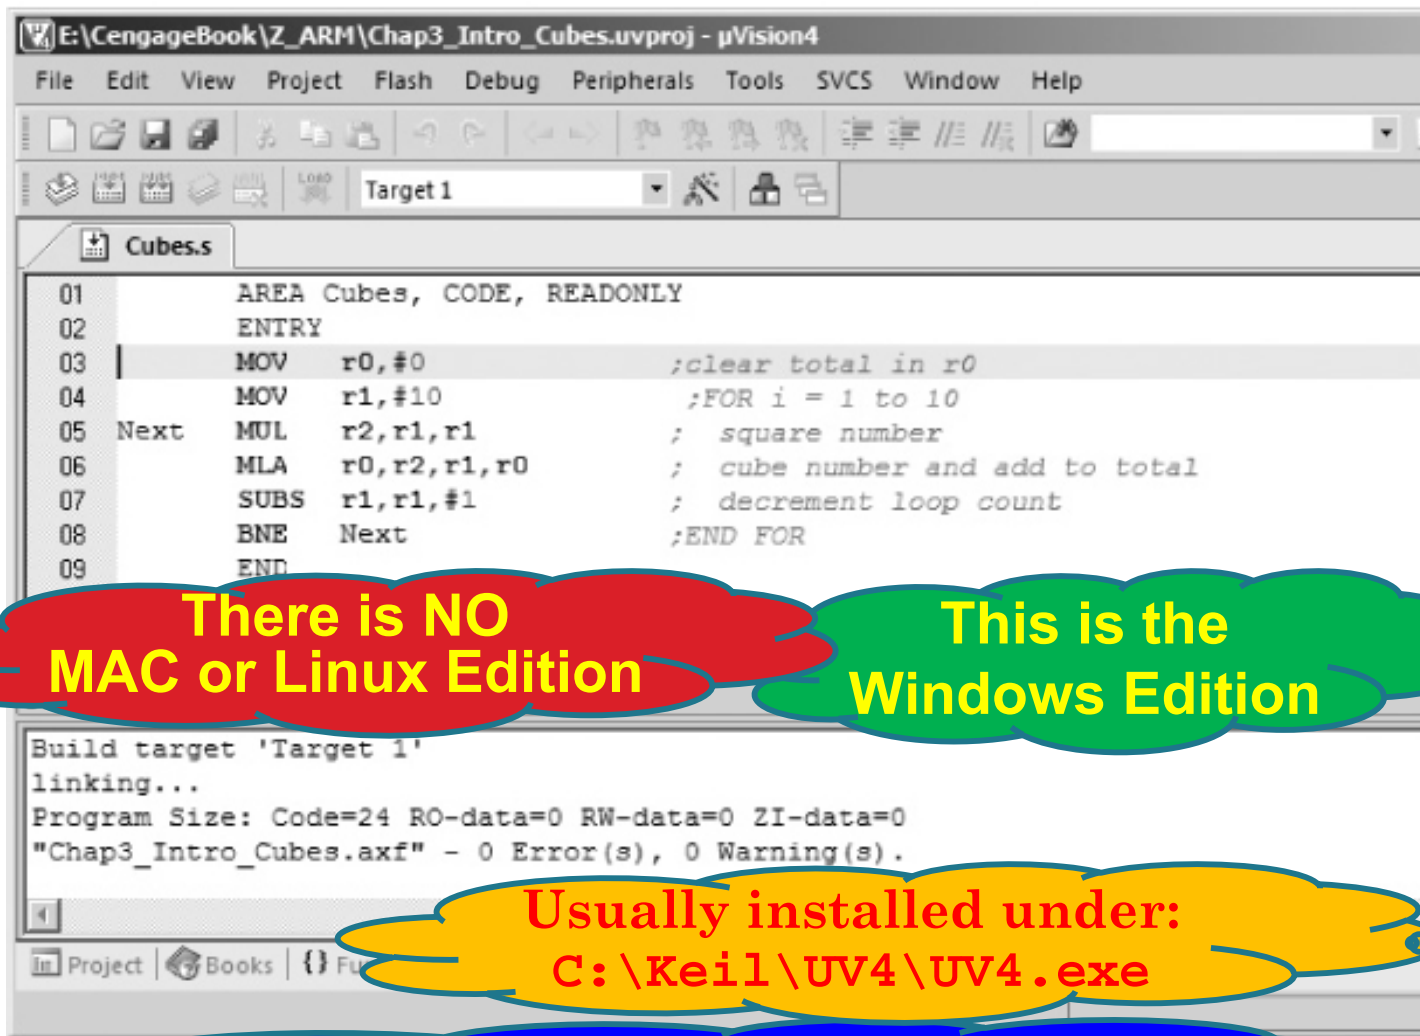 E:\CengageBook\Z_ARM\Chap3_Intro_Cubes.uvproj - µVision4
File Edit View Project Flash Debug Peripherals Tools SVCS Window Help
LOAD Target 1
Cubes.s
01 AREA Cubes, CODE, READONLY
02 ENTRY
03 MOV r0,#0 ;clear total in r0
04 MOV r1,#10 ;FOR i = 1 to 10
05 Next MUL r2,r1,r1 ; square number
06 MLA r0,r2,r1,r0 ; cube number and add to total
07 SUBS r1,r1,#1 ; decrement loop count
08 BNE Next ;END FOR
09 END
There is NO
MAC or Linux Edition
This is the
Windows Edition
Build target 'Target 1'
linking...
Program Size: Code=24 RO-data=0 RW-data=0 ZI-data=0
"Chap3_Intro_Cubes.axf" - 0 Error(s), 0 Warning(s).
Usually installed under:
C:\Keil\UV4\UV4.exe
Project Books {} Fu